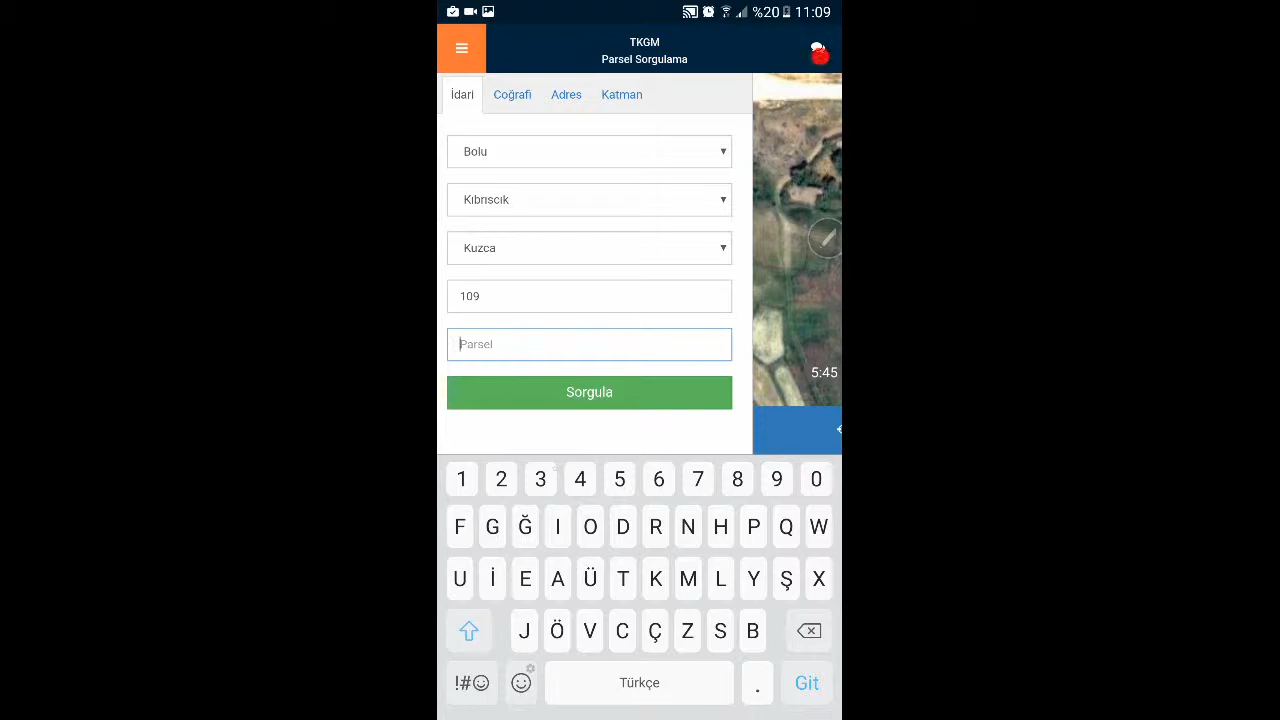 %20 11:09
TKGM
Parsel Sorgulama
İdari Coğrafi Adres Katman
Bolu
Kıbrıscık
Kuzca
109
Parsel
5:45
Sorgula
1 2 3 4 5 6 7 8 9 0
F G Ğ I O D R N H P Q W
U İ E A Ü T K M L Y Ş X
J Ö V C Ç Z S B
!#☺ Türkçe . Git